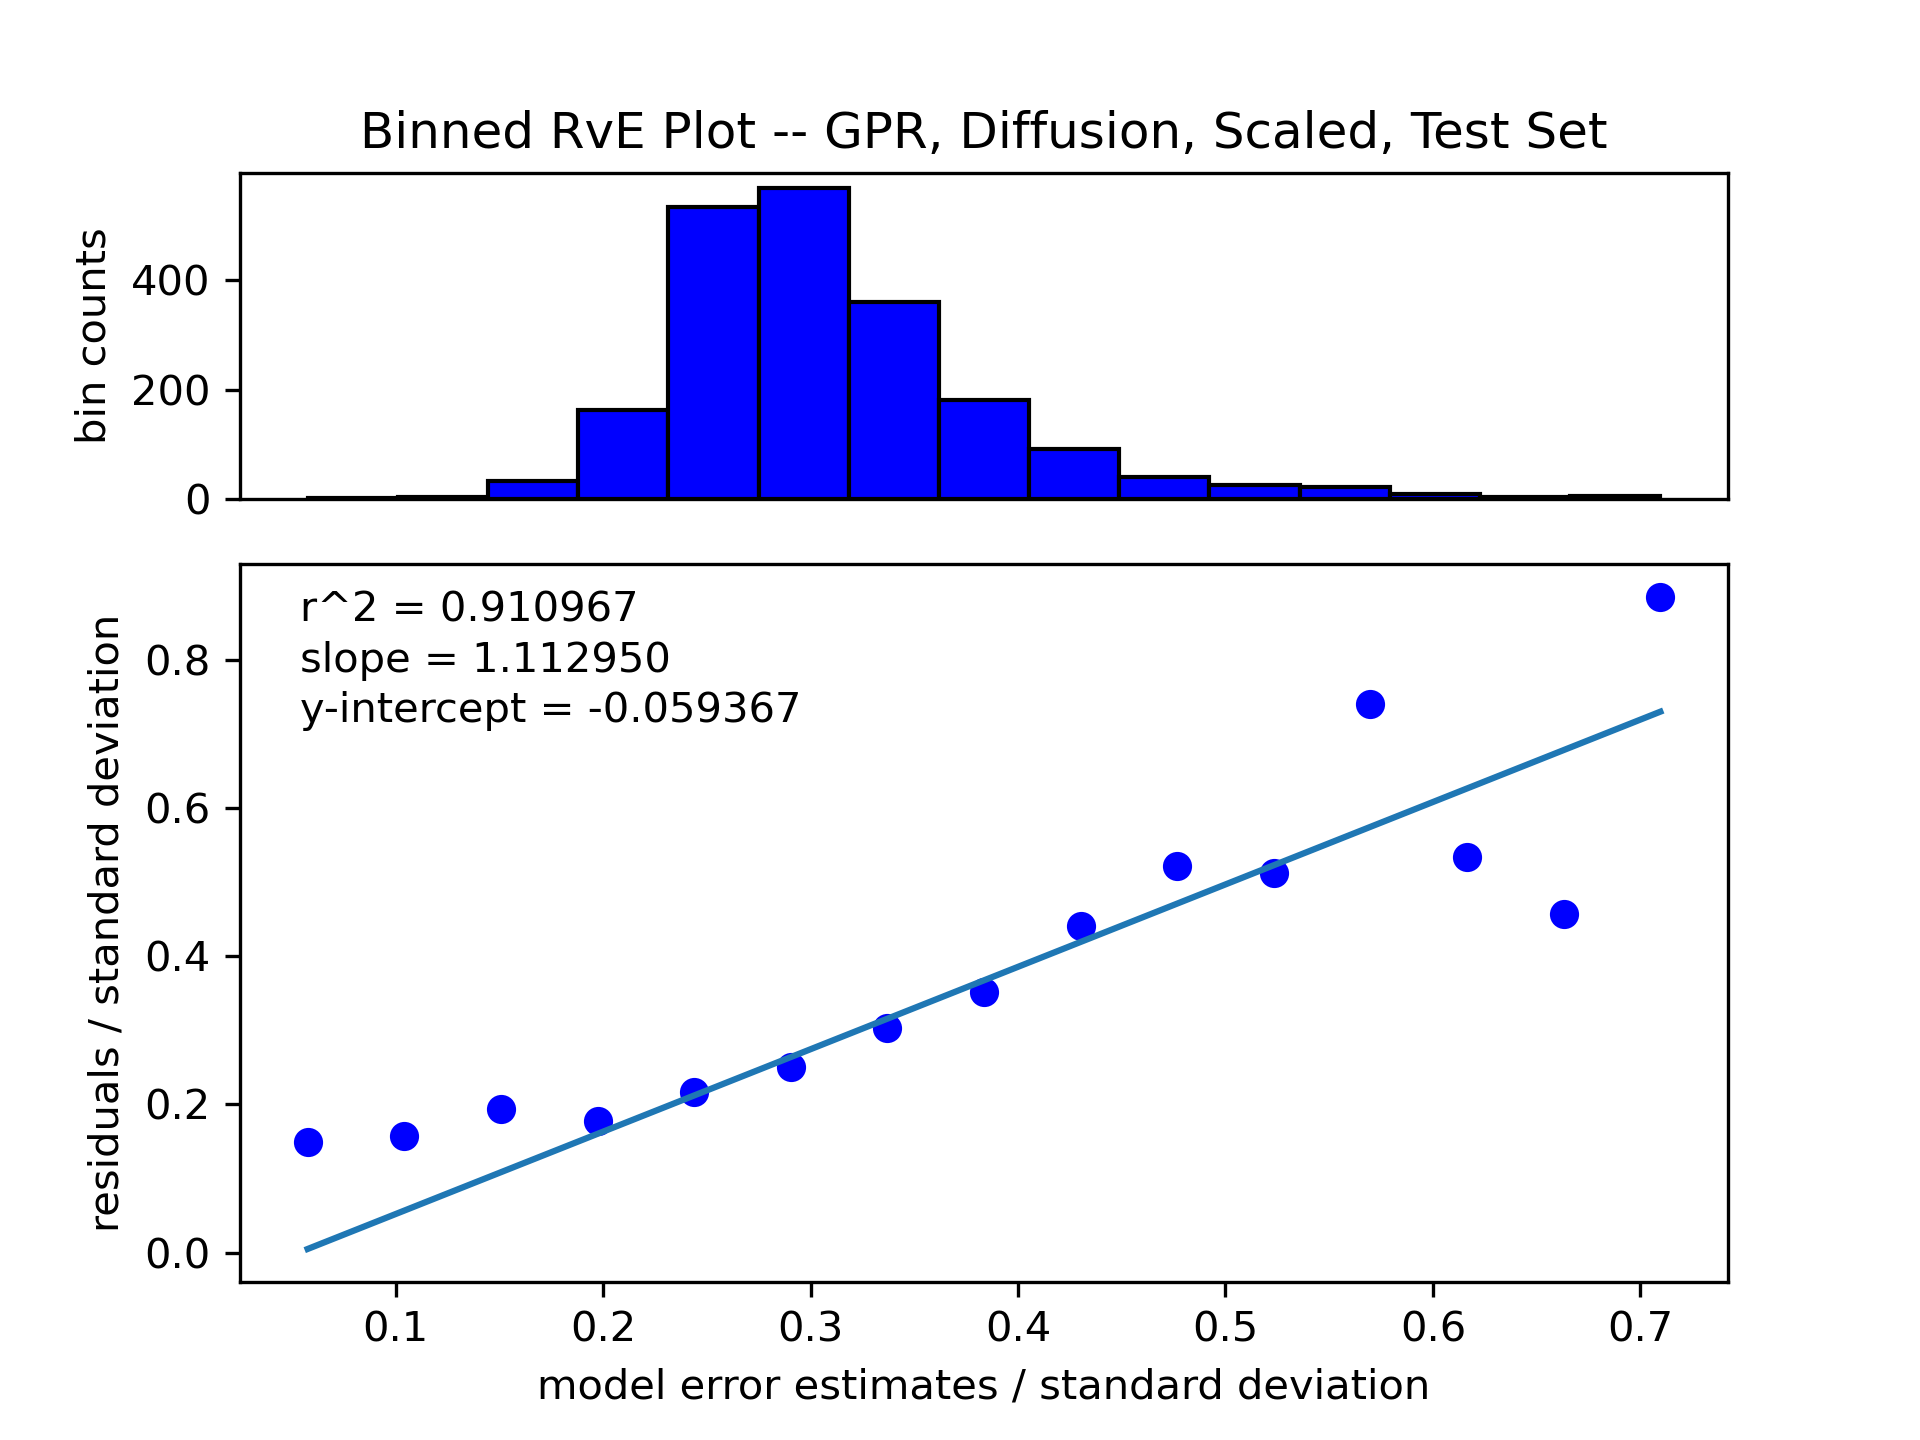 Binned RvE Plot -- GPR, Diffusion, Scaled, Test Set
bin counts
400
200
0
r^2 = 0.910967
slope = 1.112950
y-intercept = -0.059367
residuals / standard deviation
0.8
0.6
0.4
0.2
0.0
0.1 0.2 0.3 0.4 0.5 0.6 0.7
model error estimates / standard deviation